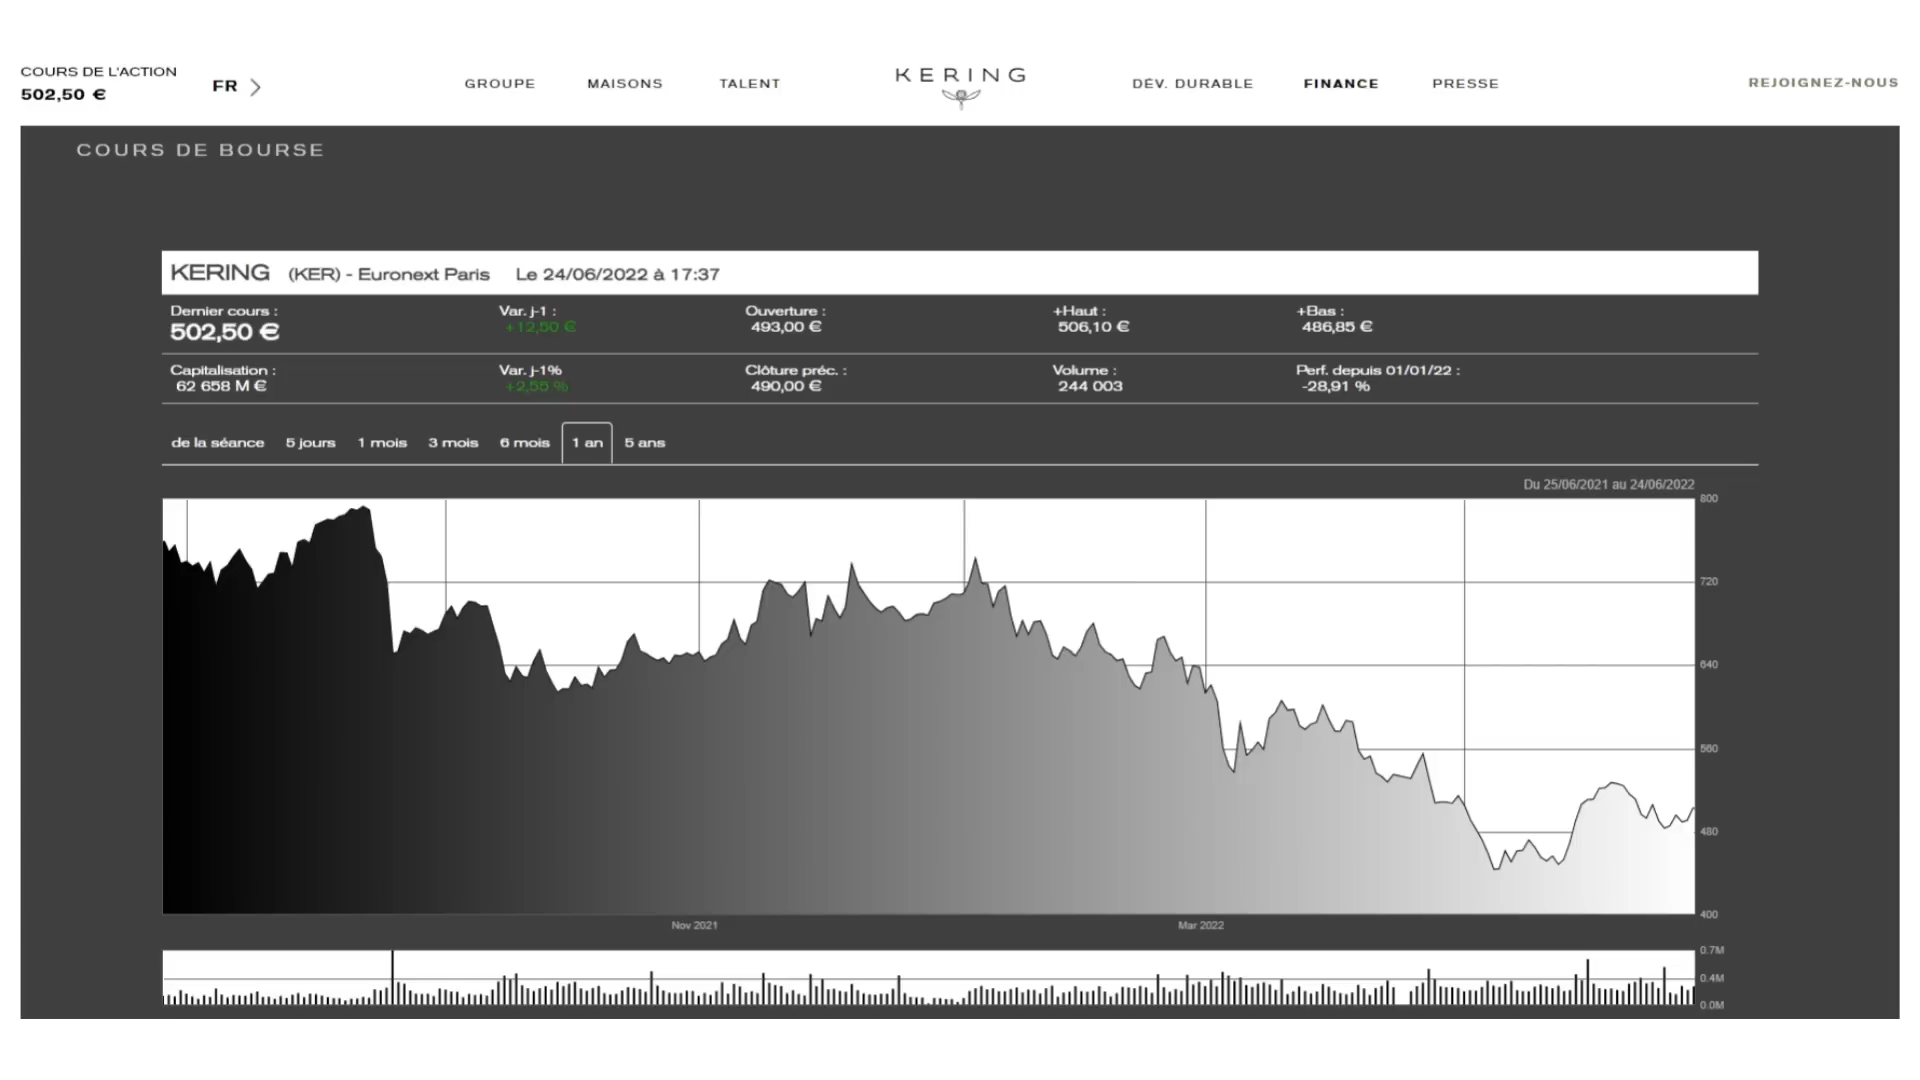 COURS DE L'ACTION
502,50 €
FR
GROUPE MAISONS TALENT
KERING
DÉV. DURABLE FINANCE PRESSE
REJOIGNEZ-NOUS
COURS DE BOURSE
KERING (KER) - Euronext Paris Le 24/06/2022 à 17:37
Dernier cours : Var. j-1 : Ouverture : +Haut : +Bas :
502,50 € +12,50 € 493,00 € 506,10 € 486,85 €
Capitalisation : Var. j-1% Clôture préc. : Volume : Perf. depuis 01/01/22 :
62 658 M € +2,55 % 490,00 € 244 003 -28,91 %
de la séance 5 jours 1 mois 3 mois 6 mois 1 an 5 ans
Du 25/06/2021 au 24/06/2022
800
720
640
560
480
400
Nov 2021 Mar 2022
0.7M
0.4M
0.0M